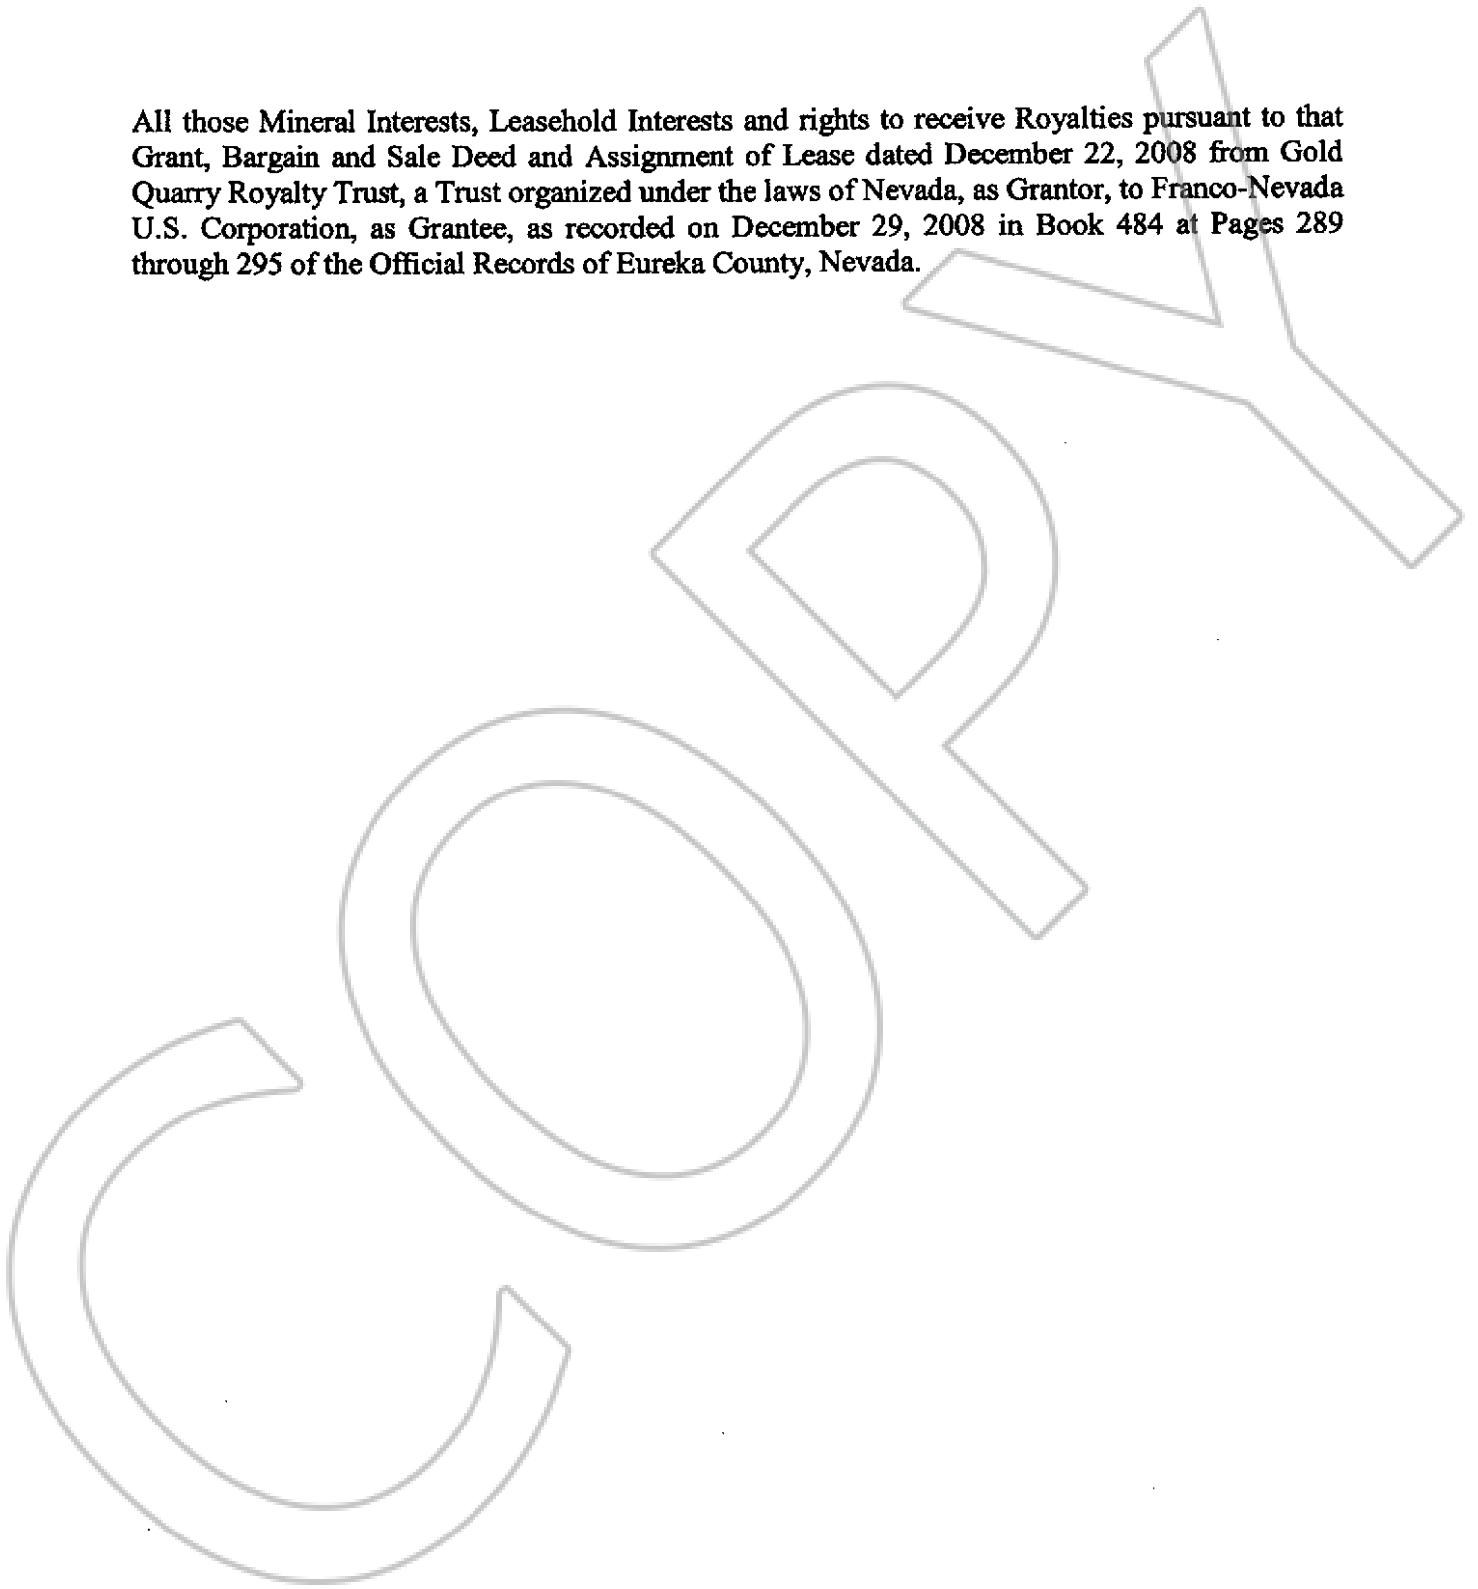 All those Mineral Interests, Leasehold Interests and rights to receive Royalties pursuant to that
Grant, Bargain and Sale Deed and Assignment of Lease dated December 22, 2008 from Gold
Quarry Royalty Trust, a Trust organized under the laws of Nevada, as Grantor, to Franco-Nevada
U.S. Corporation, as Grantee, as recorded on December 29, 2008 in Book 484 at Pages 289
through 295 of the Official Records of Eureka County, Nevada.
COPY